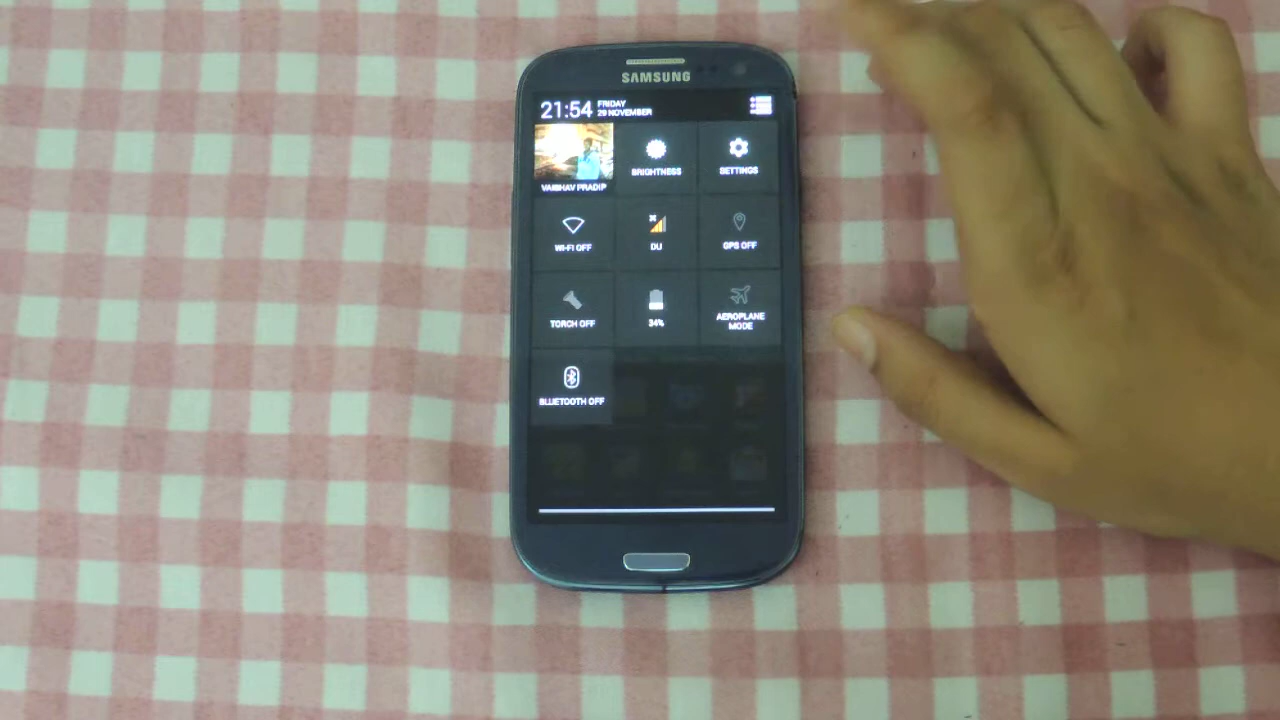 SAMSUNG
21:54 FRIDAY
29 NOVEMBER
VAIBHAV PRADIP
BRIGHTNESS
SETTINGS
WI-FI OFF
DU
GPS OFF
TORCH OFF
34%
AEROPLANE
MODE
BLUETOOTH OFF